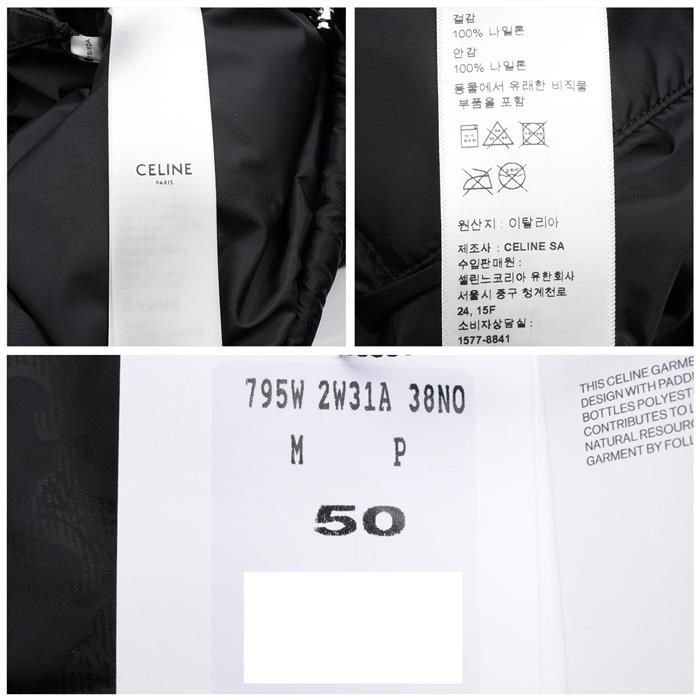 CELINE
PARIS
겉감
100% 나일론
안감
100% 나일론
동물에서 유래한 비직물
부품을 포함
원산지 : 이탈리아
제조사 : CELINE SA
수입판매원 :
셀린느코리아 유한회사
서울시 중구 청계천로
24, 15F
소비자상담실 :
1577-8841
795W 2W31A 38NO
M P
50
THIS CELINE GARME
DESIGN WITH PADD
BOTTLES POLYEST
CONTRIBUTES TO L
NATURAL RESOURC
GARMENT BY FOLL